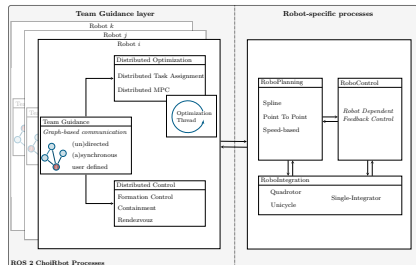 Team Guidance layer
Robot-specific processes
Robot k
Robot j
Robot i
Distributed Optimization
Distributed Task Assignment
Distributed MPC
Optimization
Thread
Team Guidance
Graph-based communication
(un)directed
(a)synchronous
user defined
Distributed Control
Formation Control
Containment
Rendezvous
RoboPlanning
Spline
Point To Point
Speed-based
RoboControl
Robot Dependent
Feedback Control
RoboIntegration
Quadrotor
Unicycle
Single-Integrator
ROS 2 ChoiRbot Processes